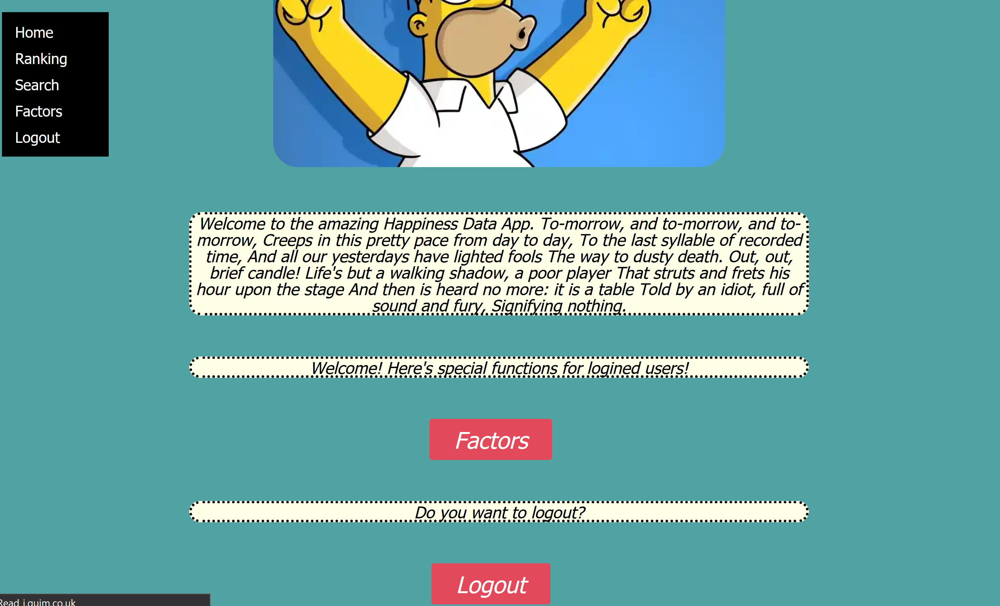 Home
Ranking
Search
Factors
Logout
Welcome to the amazing Happiness Data App. To-morrow, and to-morrow, and to-
morrow, Creeps in this pretty pace from day to day, To the last syllable of recorded
time, And all our yesterdays have lighted fools The way to dusty death. Out, out,
brief candle! Life's but a walking shadow, a poor player That struts and frets his
hour upon the stage And then is heard no more: it is a table Told by an idiot, full of
sound and fury, Signifying nothing.
Welcome! Here's special functions for logined users!
Factors
Do you want to logout?
Logout
Read i.guim.co.uk